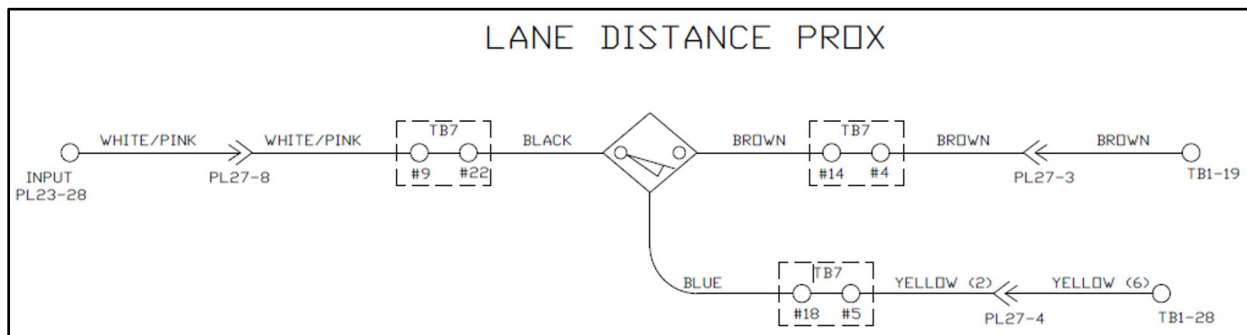 LANE DISTANCE PROX
WHITE/PINK
WHITE/PINK
TB7
BLACK
BROWN
TB7
BROWN
BROWN
INPUT
PL23-28
PL27-8
#9
#22
#14
#4
PL27-3
TB1-19
BLUE
TB7
YELLOW (2)
YELLOW (6)
#18
#5
PL27-4
TB1-28